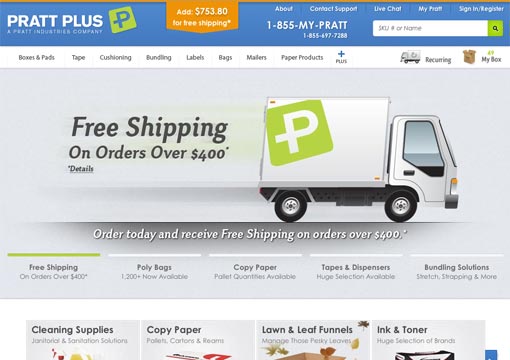 PRATT PLUS
A PRATT INDUSTRIES COMPANY
Add: $753.80
for free shipping*
About
Contact Support
Live Chat
My Pratt
Sign In/Register
1-855-MY-PRATT
1-855-697-7288
SKU # or Name
Boxes & Pads
Tape
Cushioning
Bundling
Labels
Bags
Mailers
Paper Products
+
PLUS
Recurring
49
My Box
Free Shipping
On Orders Over $400*
*Details
Order today and receive Free Shipping on orders over $400.*
Free Shipping
On Orders Over $400*
Poly Bags
1,200+ Now Available
Copy Paper
Pallet Quantities Available
Tapes & Dispensers
Huge Selection Available
Bundling Solutions
Stretch, Strapping & More
Cleaning Supplies
Janitorial & Sanitation Solutions
Copy Paper
Pallets, Cartons & Reams
Lawn & Leaf Funnels
Manage Those Pesky Leaves
Ink & Toner
Huge Selection of Brands